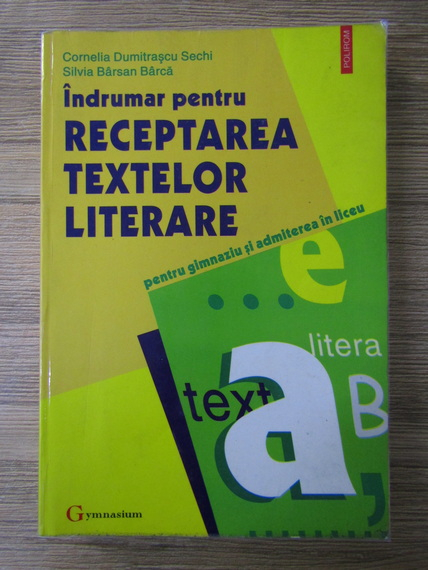 Cornelia Dumitrașcu Sechi
Silvia Bârsan Bârcă
POLIROM
Îndrumar pentru
RECEPTAREA
TEXTELOR
LITERARE
pentru gimnaziu și admiterea în liceu
...e
litera
text
a
B
,
Gymnasium